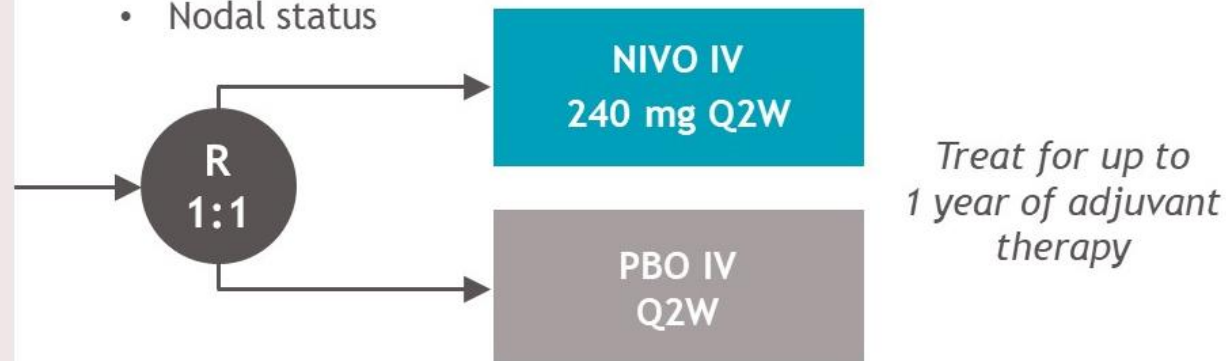 • Nodal status
NIVO IV
240 mg Q2W
R
1:1
Treat for up to
1 year of adjuvant
therapy
PBO IV
Q2W